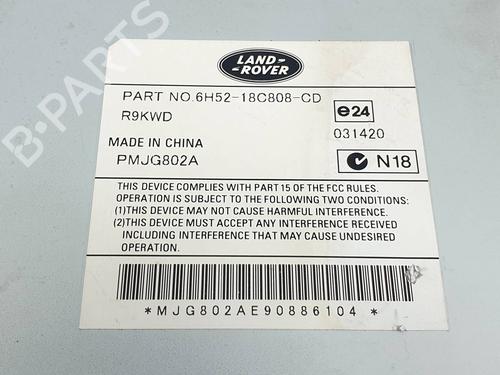 B-PARTS
LAND-
ROVER
PART NO.6H52-18C808-CD
R9KWD
e24
031420
MADE IN CHINA
PMJG802A
N18
THIS DEVICE COMPLIES WITH PART 15 OF THE FCC RULES.
OPERATION IS SUBJECT TO THE FOLLOWING TWO CONDITIONS:
(1)THIS DEVICE MAY NOT CAUSE HARMFUL INTERFERENCE.
(2)THIS DEVICE MUST ACCEPT ANY INTERFERENCE RECEIVED
INCLUDING INTERFERENCE THAT MAY CAUSE UNDESIRED
OPERATION.
*MJG802AE90886104*